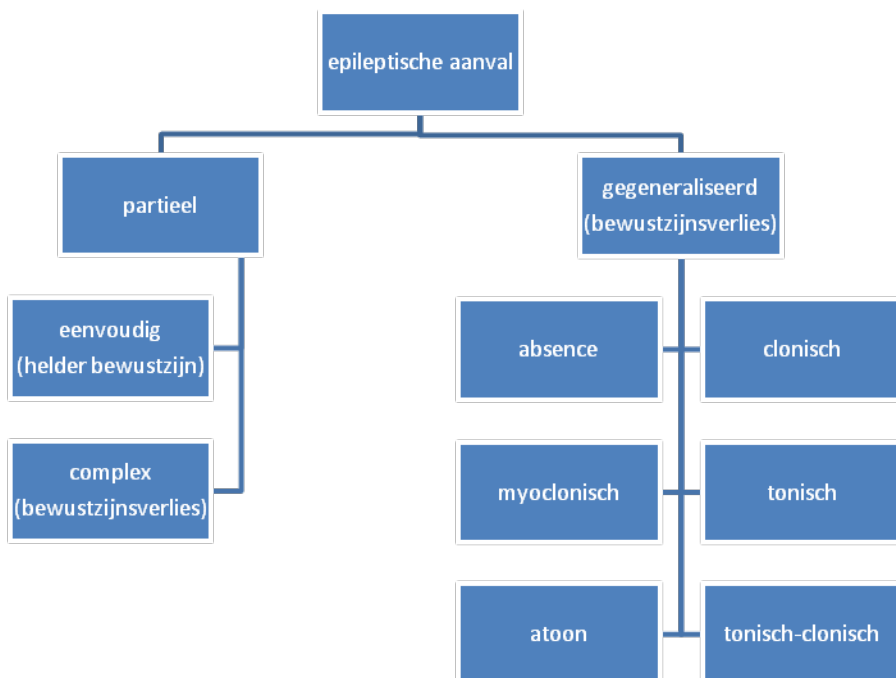 epileptische aanval
partieel
gegeneraliseerd
(bewustzijnsverlies)
eenvoudig
(helder bewustzijn)
absence
clonisch
complex
(bewustzijnsverlies)
myoclonisch
tonisch
atoon
tonisch-clonisch